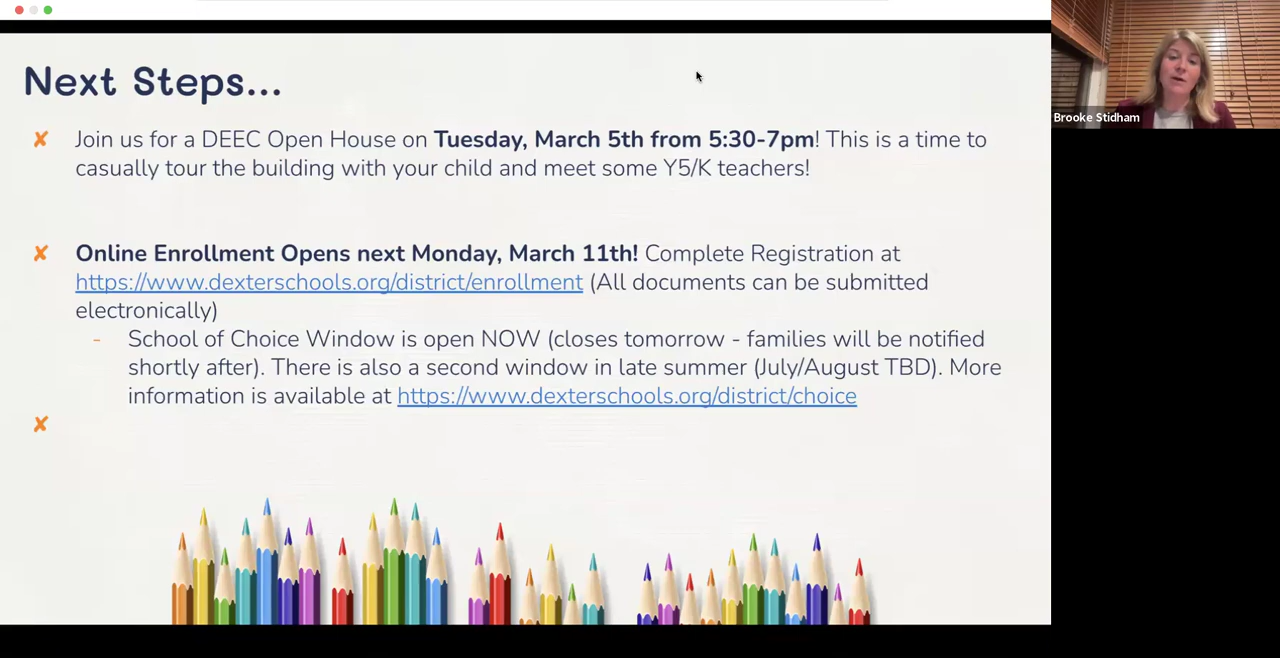 Next Steps...
✘ Join us for a DEEC Open House on Tuesday, March 5th from 5:30-7pm! This is a time to
casually tour the building with your child and meet some Y5/K teachers!
✘ Online Enrollment Opens next Monday, March 11th! Complete Registration at
https://www.dexterschools.org/district/enrollment (All documents can be submitted
electronically)
- School of Choice Window is open NOW (closes tomorrow - families will be notified
shortly after). There is also a second window in late summer (July/August TBD). More
information is available at https://www.dexterschools.org/district/choice
✘
Brooke Stidham